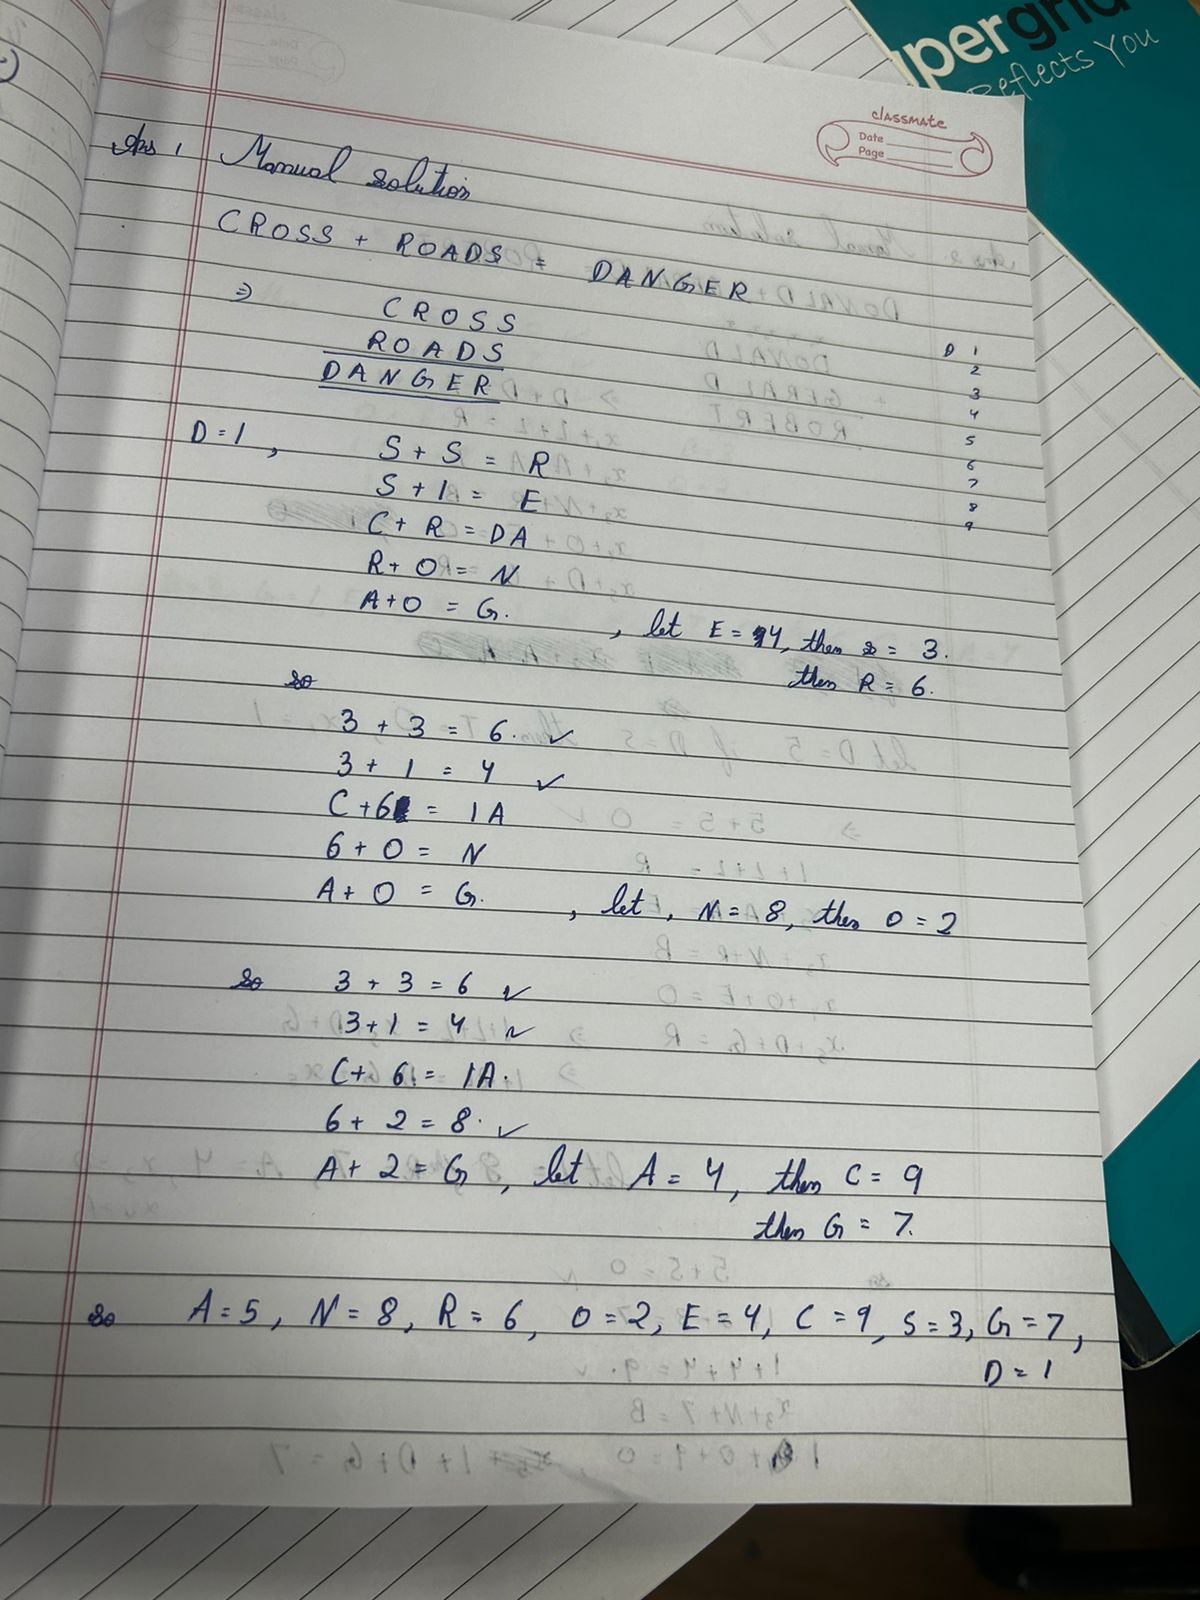 upergrid
Reflects You
classmate
Date
Page
Ans 1 Manual solution
CROSS + ROADS = DANGER
⇒ CROSS
ROADS
DANGER
D 1
2
3
4
5
6
7
8
9
D = 1, S + S = R
S + 1 = E
C + R = DA
R + O = N
A + O = G. , let E = 4, then s = 3.
then R = 6.
so
3 + 3 = 6. ✓
3 + 1 = 4 ✓
C + 6 = 1A
6 + O = N
A + O = G. , let, N = 8, then O = 2
so 3 + 3 = 6 ✓
3 + 1 = 4 ✓
C + 6 = 1A.
6 + 2 = 8. ✓
A + 2 = G, let A = 4, then C = 9
then G = 7.
so A = 5, N = 8, R = 6, O = 2, E = 4, C = 9, S = 3, G = 7,
D = 1